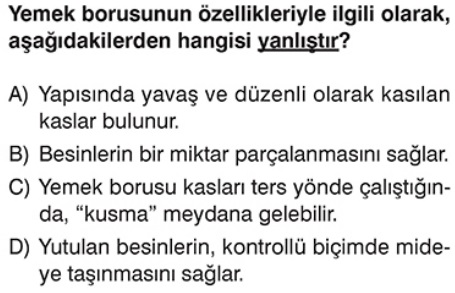 Yemek borusunun özellikleriyle ilgili olarak,
aşağıdakilerden hangisi yanlıştır?
A) Yapısında yavaş ve düzenli olarak kasılan
kaslar bulunur.
B) Besinlerin bir miktar parçalanmasını sağlar.
C) Yemek borusu kasları ters yönde çalıştığın-
da, “kusma” meydana gelebilir.
D) Yutulan besinlerin, kontrollü biçimde mide-
ye taşınmasını sağlar.